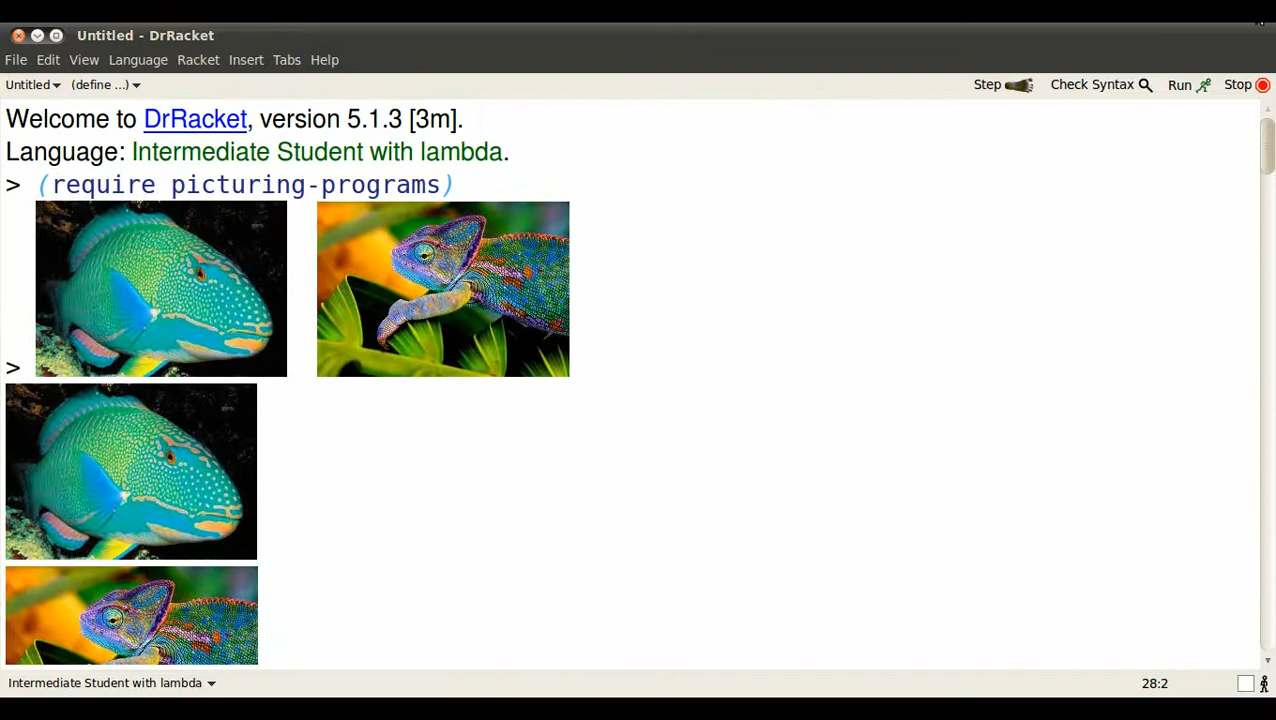 Untitled - DrRacket
File Edit View Language Racket Insert Tabs Help
Untitled (define ...) Step Check Syntax Run Stop
Welcome to DrRacket, version 5.1.3 [3m].
Language: Intermediate Student with lambda.
> (require picturing-programs)
>
Intermediate Student with lambda 28:2